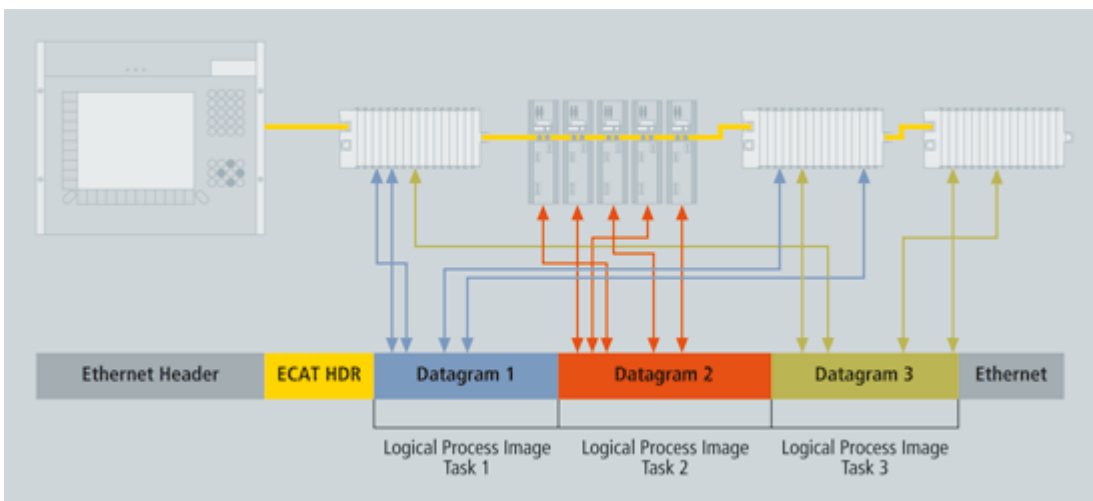 Ethernet Header
ECAT HDR
Datagram 1
Datagram 2
Datagram 3
Ethernet
Logical Process Image
Task 1
Logical Process Image
Task 2
Logical Process Image
Task 3